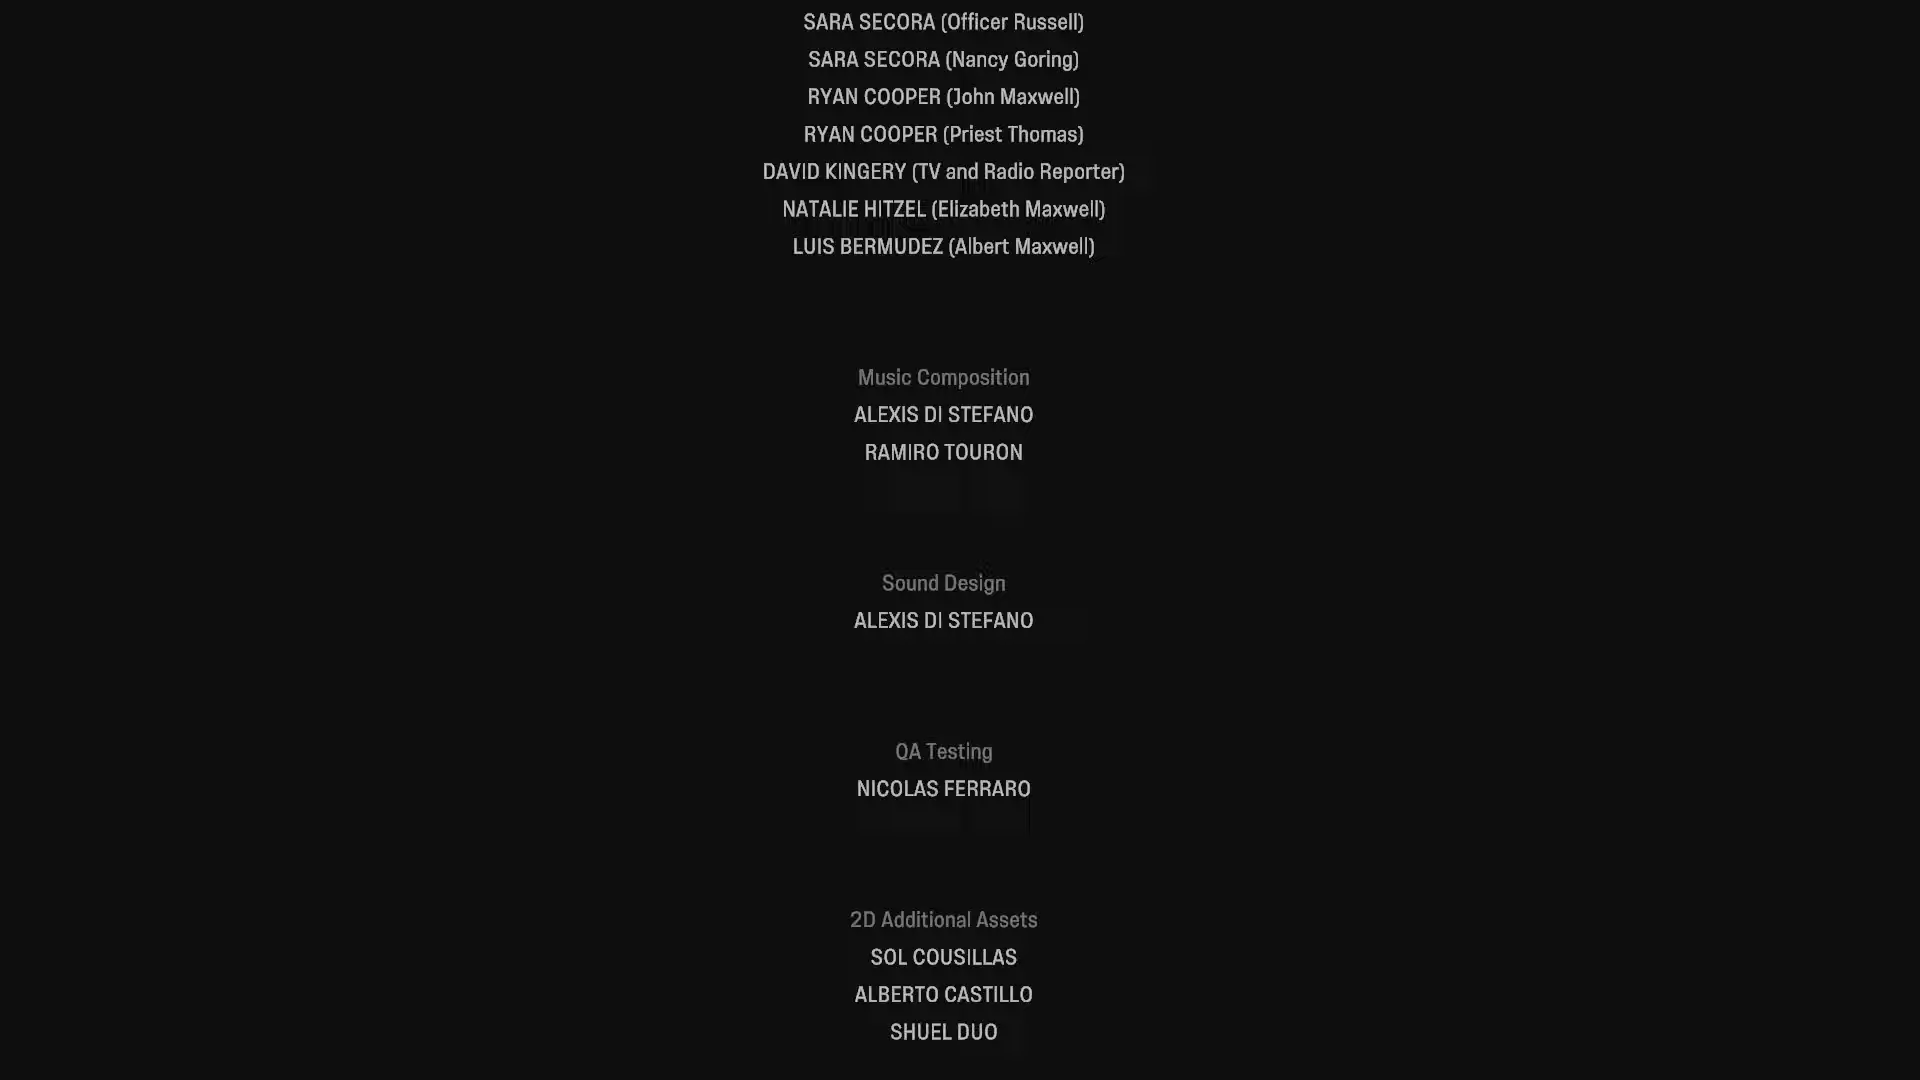 SARA SECORA (Officer Russell)
SARA SECORA (Nancy Goring)
RYAN COOPER (John Maxwell)
RYAN COOPER (Priest Thomas)
DAVID KINGERY (TV and Radio Reporter)
NATALIE HITZEL (Elizabeth Maxwell)
LUIS BERMUDEZ (Albert Maxwell)
Music Composition
ALEXIS DI STEFANO
RAMIRO TOURON
Sound Design
ALEXIS DI STEFANO
QA Testing
NICOLAS FERRARO
2D Additional Assets
SOL COUSILLAS
ALBERTO CASTILLO
SHUEL DUO